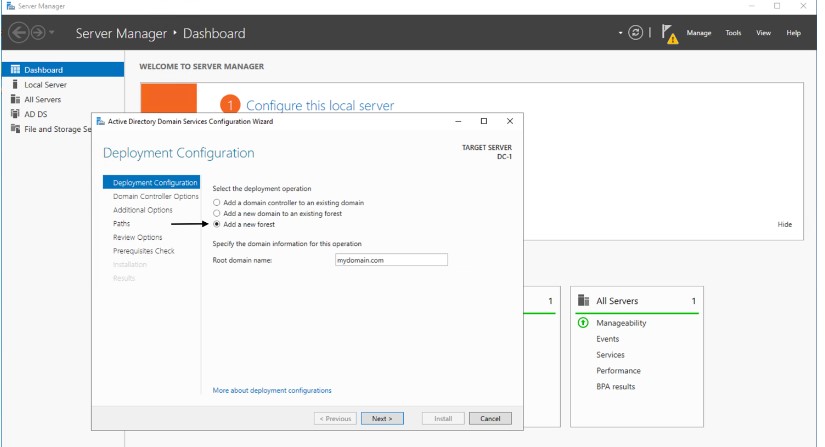 Server Manager
Server Manager ‣ Dashboard
Manage Tools View Help
Dashboard
Local Server
All Servers
AD DS
File and Storage Se
WELCOME TO SERVER MANAGER
1 Configure this local server
Hide
Active Directory Domain Services Configuration Wizard
Deployment Configuration
TARGET SERVER
DC-1
Deployment Configuration
Domain Controller Options
Additional Options
Paths
Review Options
Prerequisites Check
Installation
Results
Select the deployment operation
Add a domain controller to an existing domain
Add a new domain to an existing forest
Add a new forest
Specify the domain information for this operation
Root domain name: mydomain.com
More about deployment configurations
< Previous Next > Install Cancel
1
All Servers 1
Manageability
Events
Services
Performance
BPA results